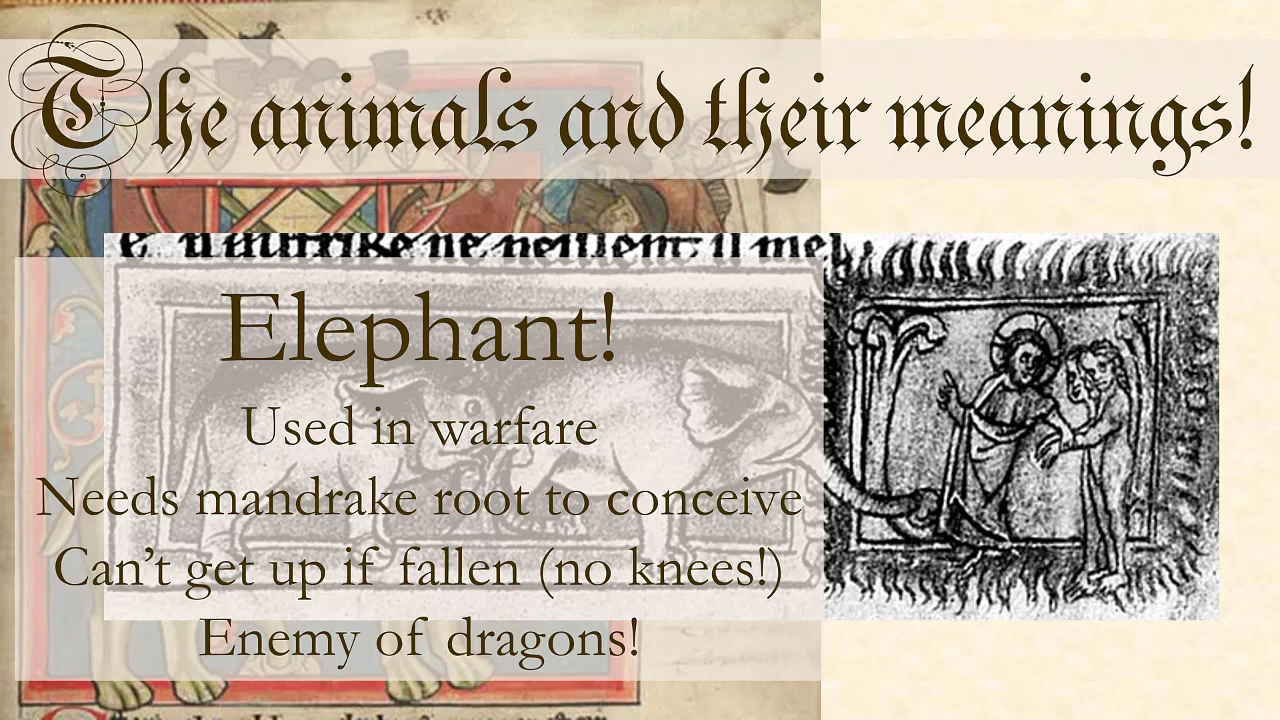 The animals and their meanings!
Elephant!
Used in warfare
Needs mandrake root to conceive
Can't get up if fallen (no knees!)
Enemy of dragons!